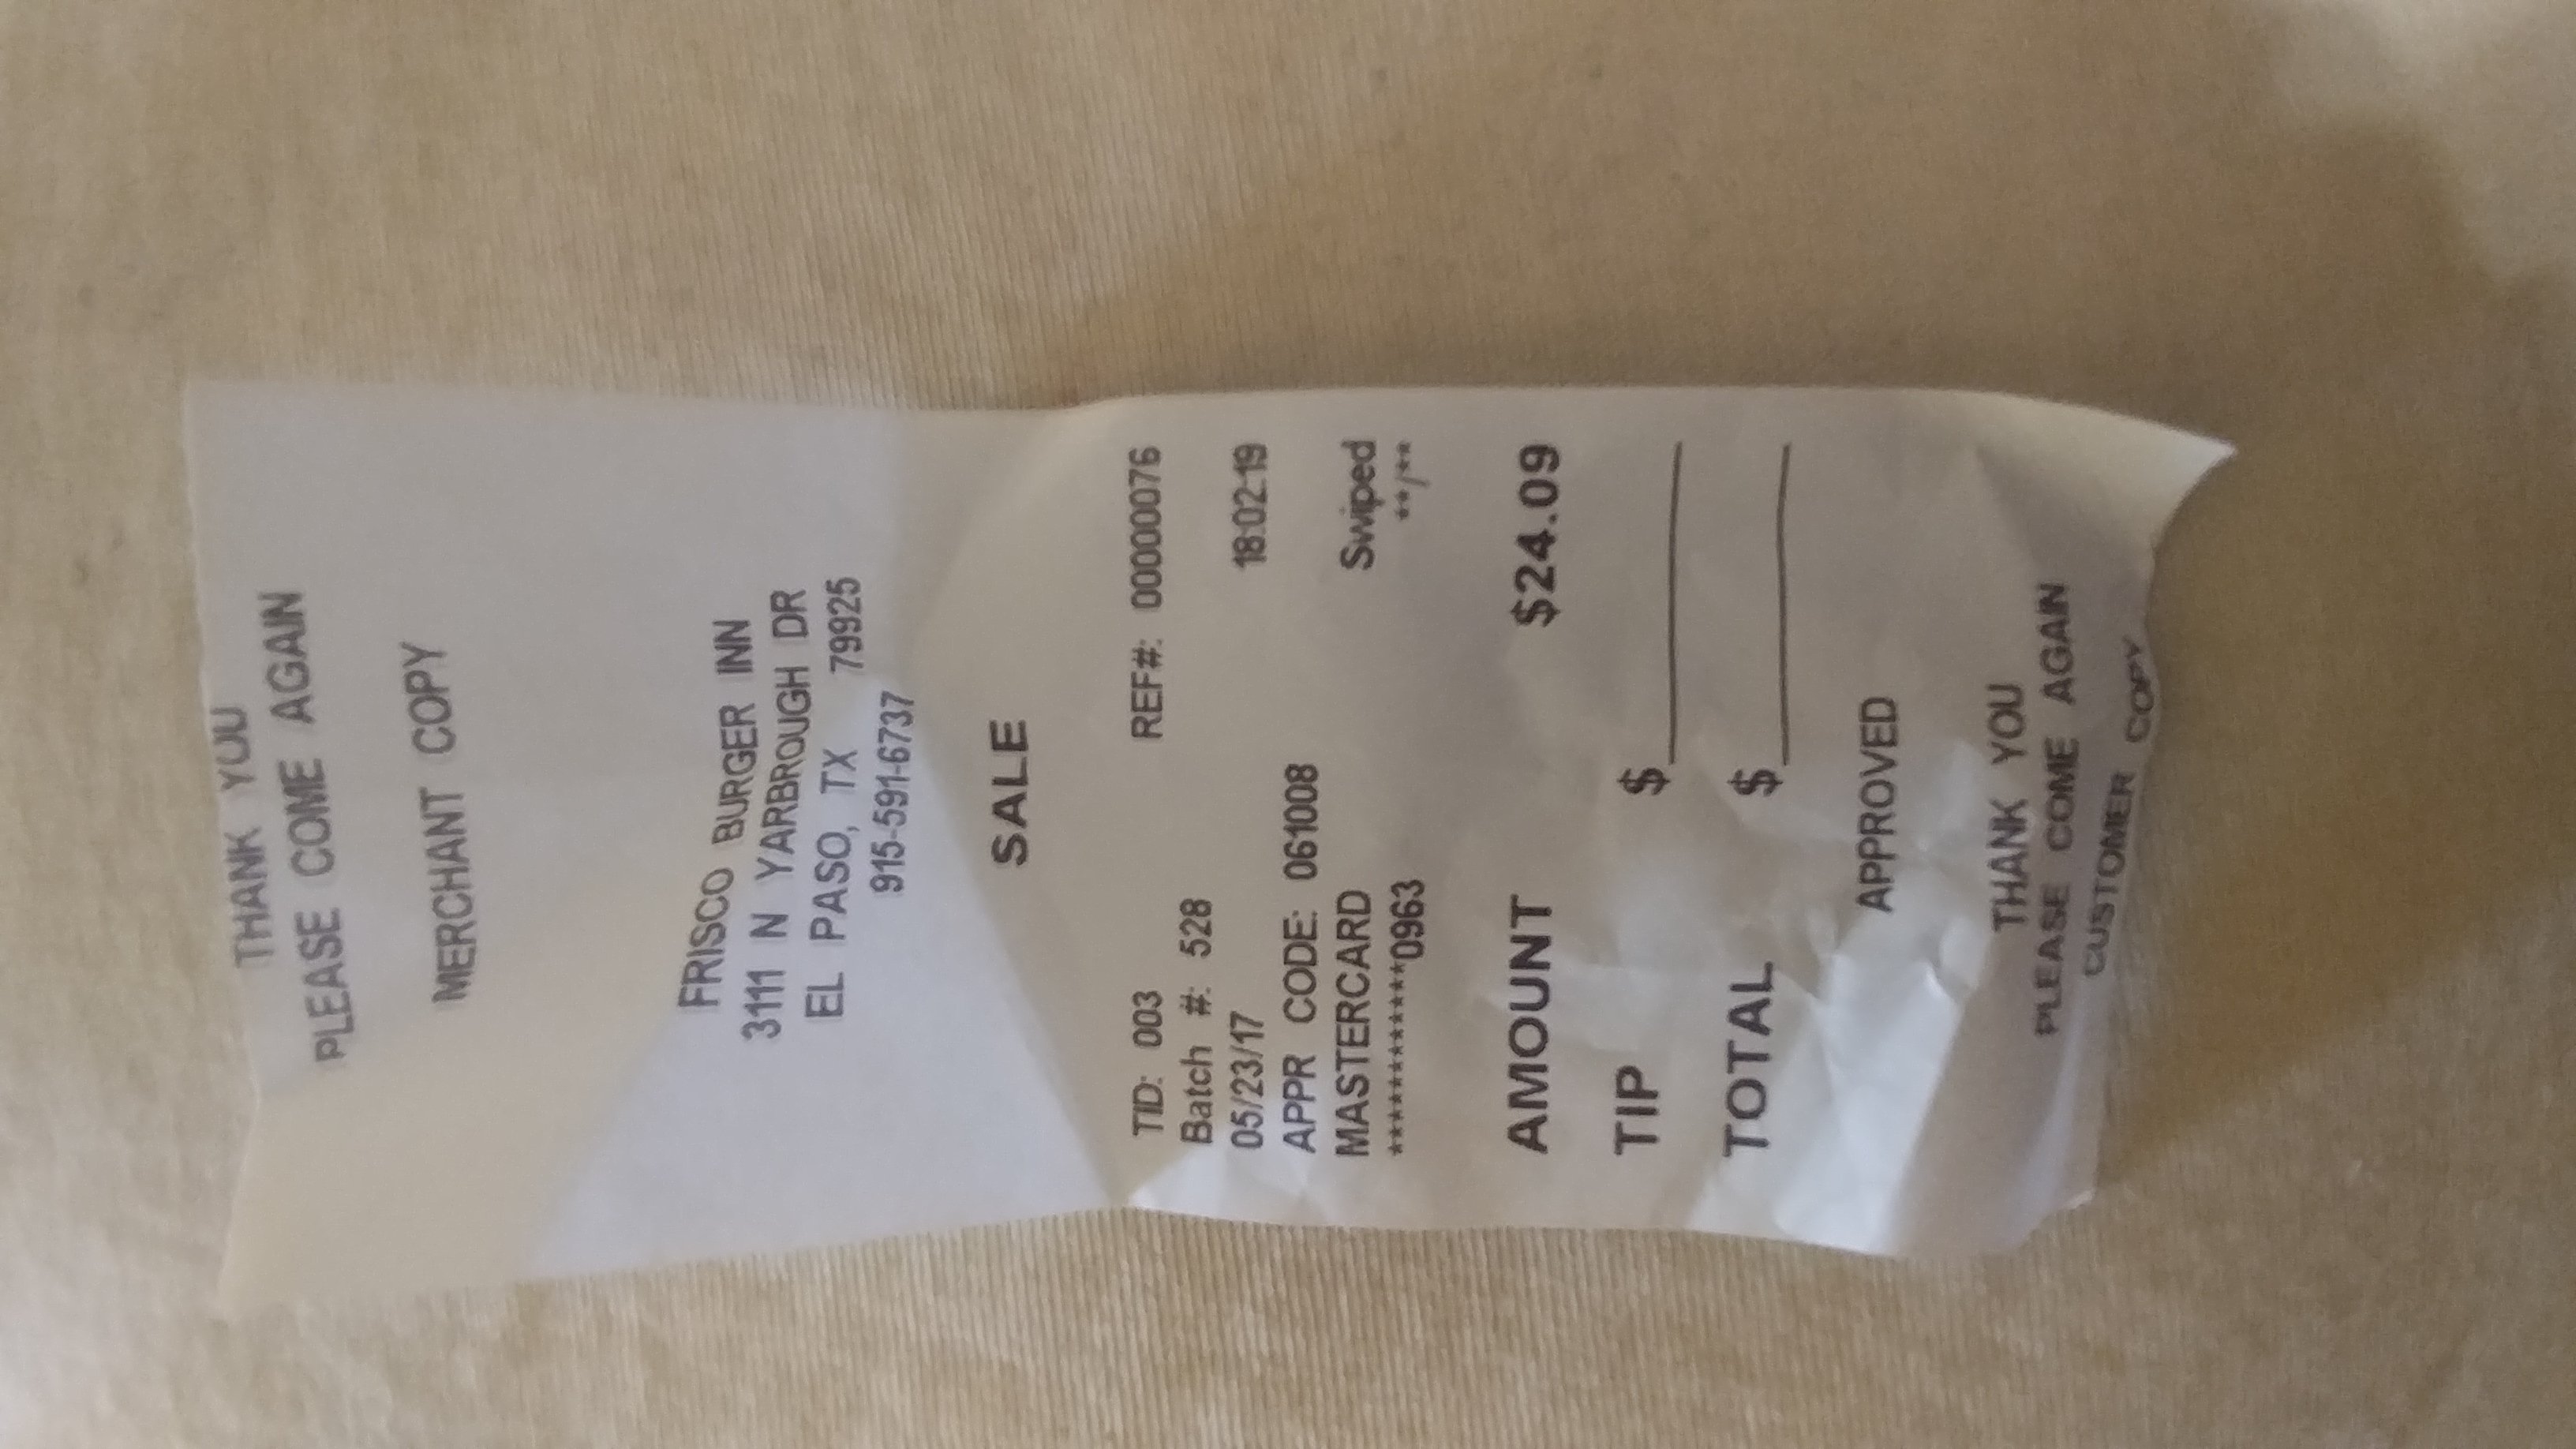 THANK YOU
PLEASE COME AGAIN
MERCHANT COPY
FRISCO BURGER INN
3111 N YARBROUGH DR
EL PASO, TX 79925
915-591-6737
SALE
TID: 003 REF#: 00000076
Batch #: 528
05/23/17 18:02:19
APPR CODE: 061008
MASTERCARD Swiped
************0963 **/**
AMOUNT $24.09
TIP $
TOTAL $
APPROVED
THANK YOU
PLEASE COME AGAIN
CUSTOMER COPY